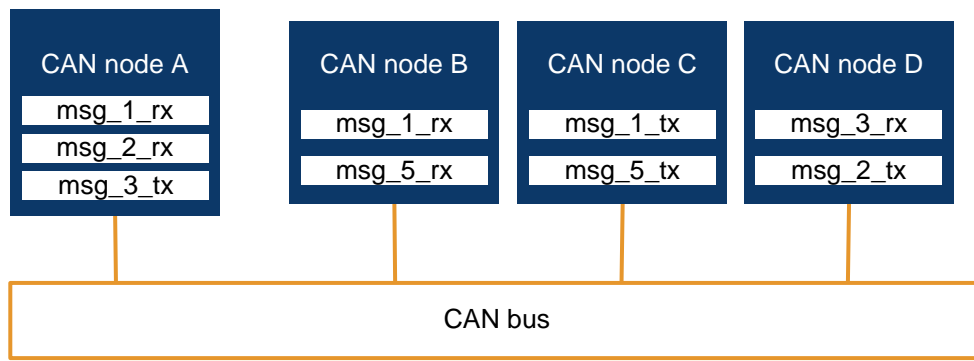 CAN node A
msg_1_rx
msg_2_rx
msg_3_tx
CAN node B
msg_1_rx
msg_5_rx
CAN node C
msg_1_tx
msg_5_tx
CAN node D
msg_3_rx
msg_2_tx
CAN bus